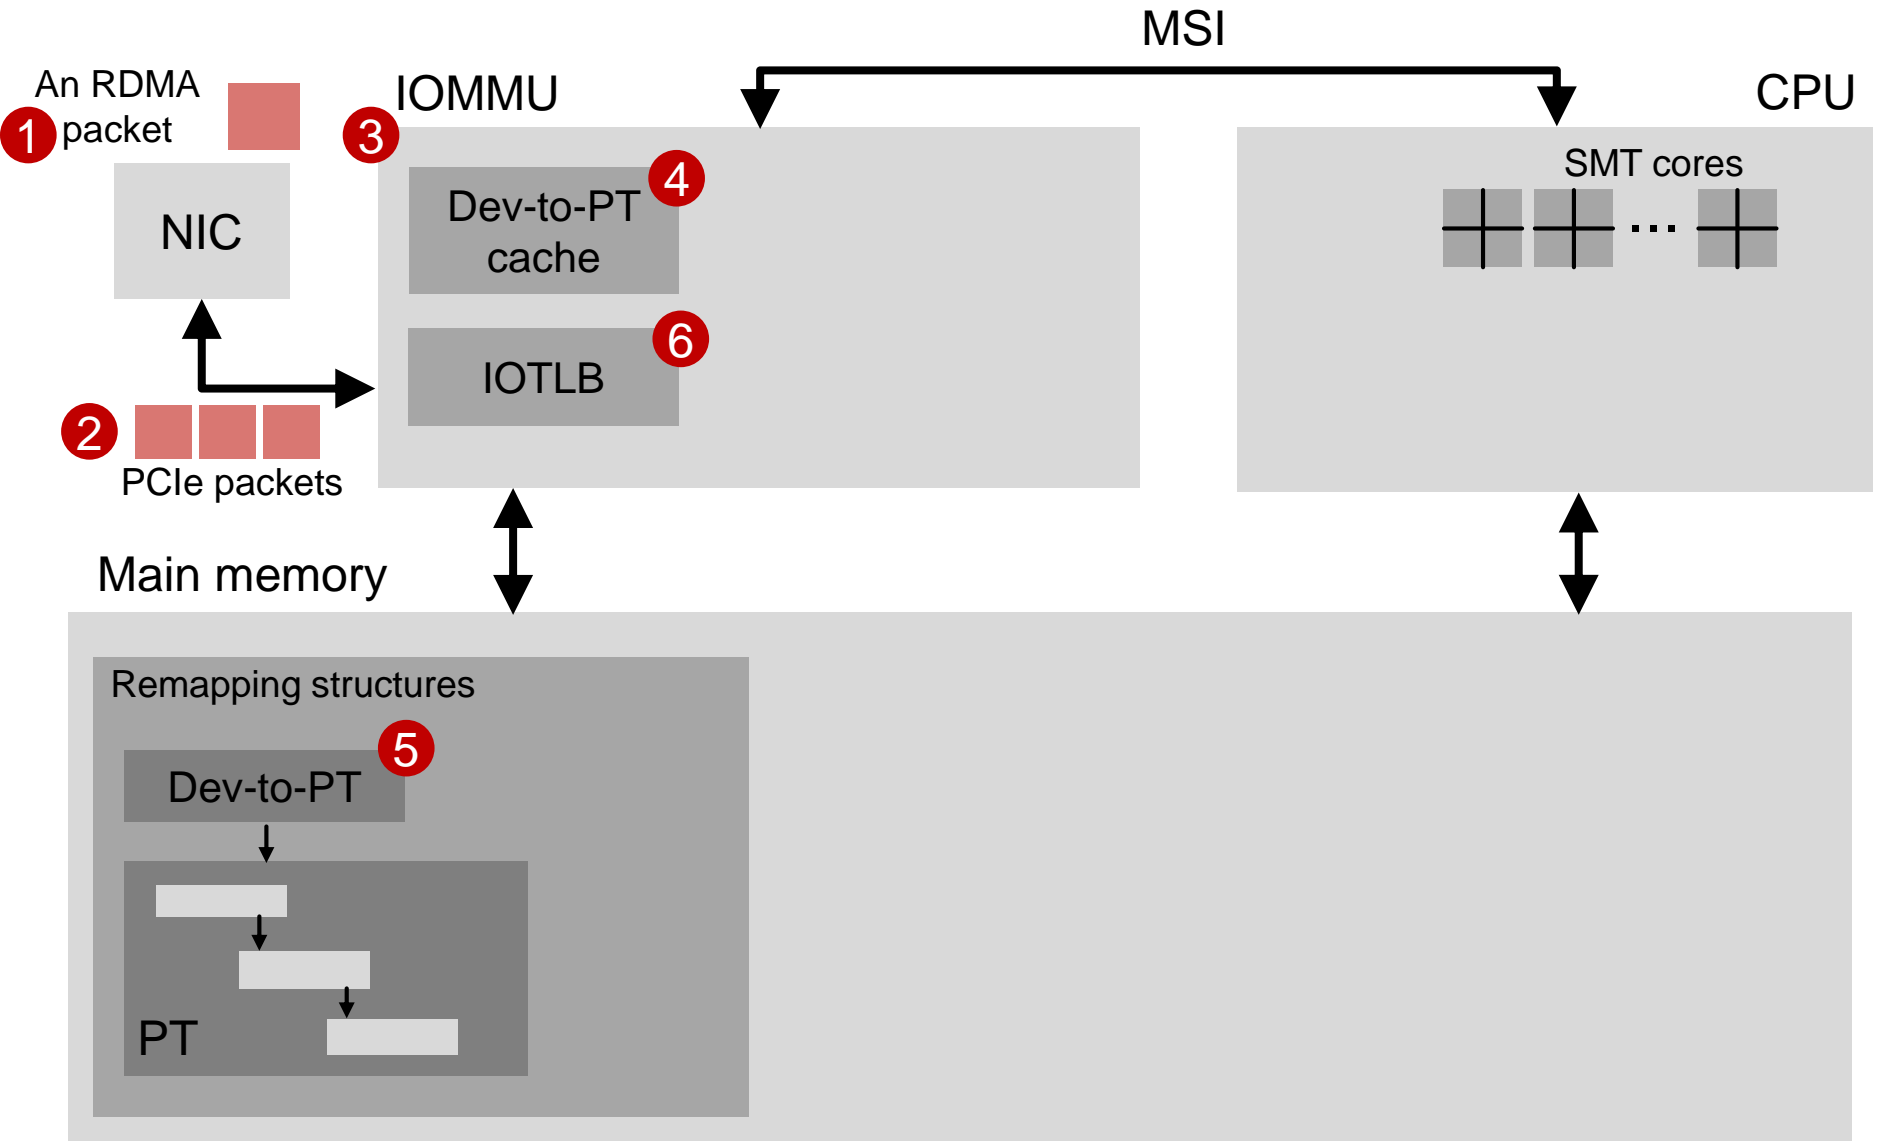 MSI
An RDMA
packet
1
IOMMU
3
CPU
NIC
Dev-to-PT
cache
4
SMT cores
...
IOTLB
6
2
PCIe packets
Main memory
Remapping structures
Dev-to-PT
5
PT